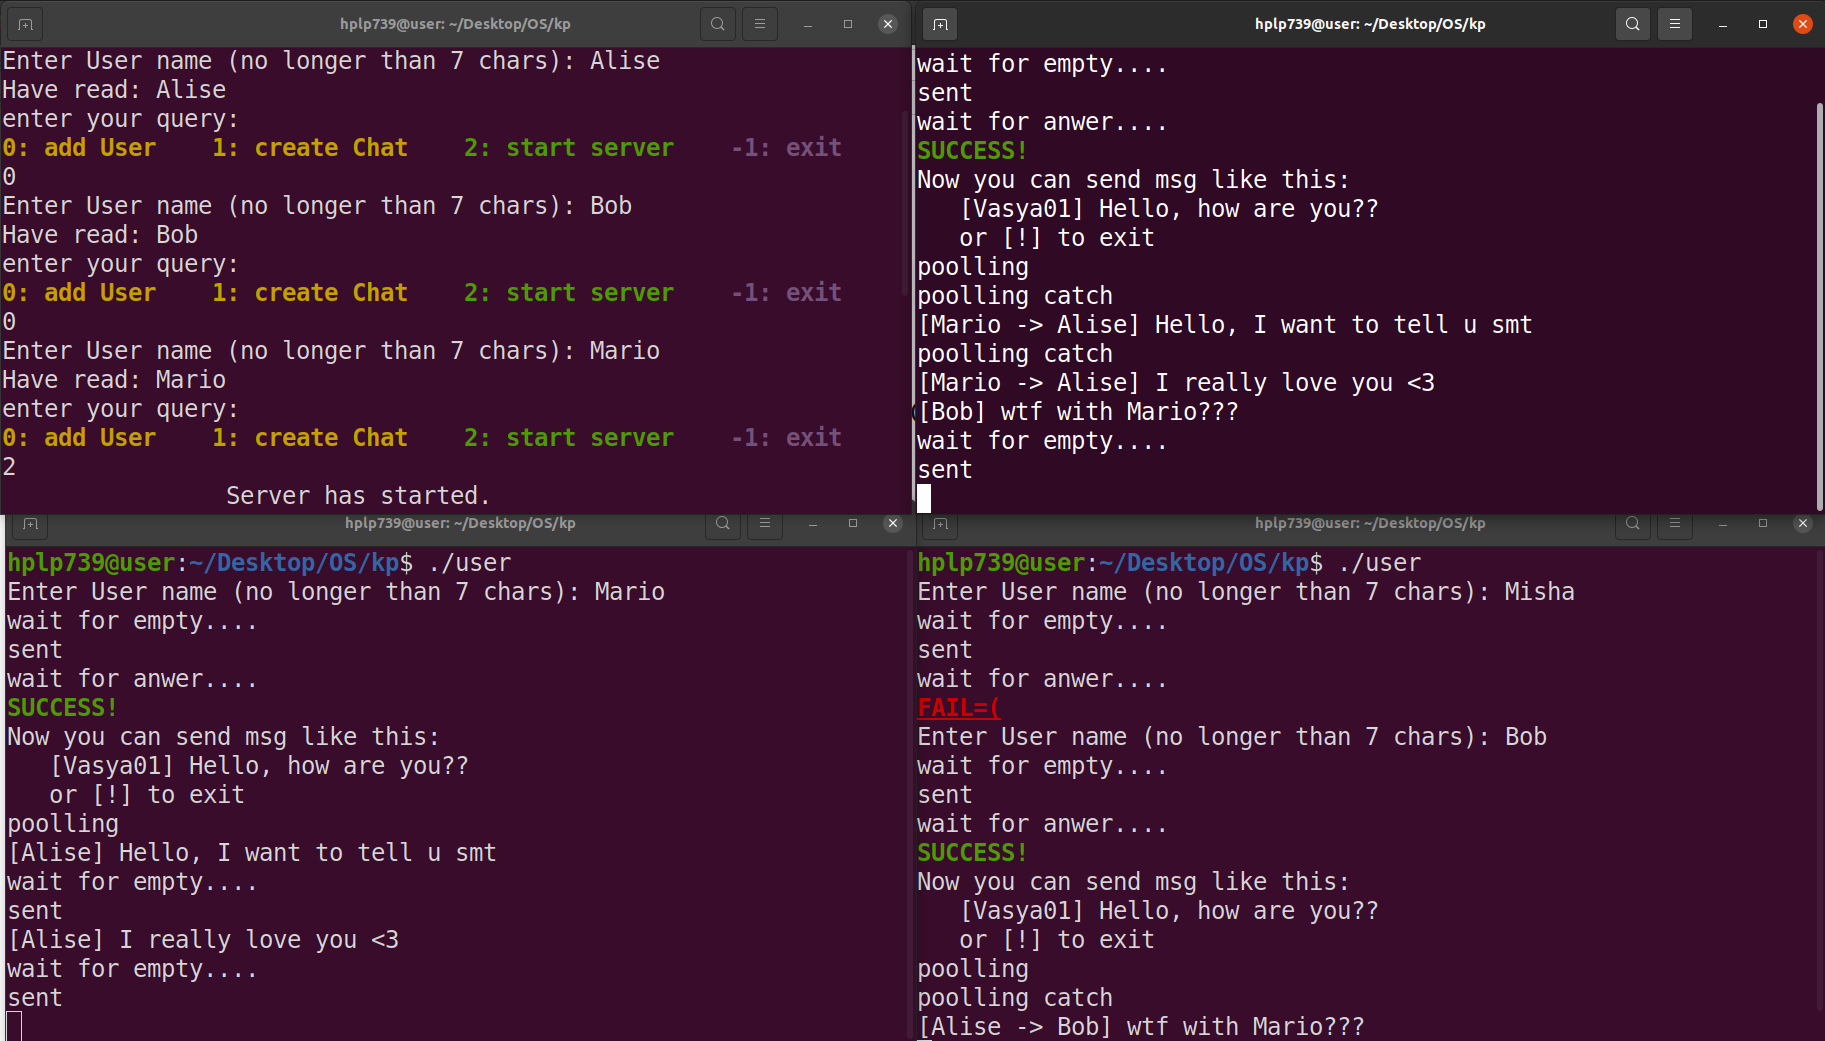 hplp739@user: ~/Desktop/OS/kp
Enter User name (no longer than 7 chars): Alise
Have read: Alise
enter your query:
0: add User    1: create Chat    2: start server    -1: exit
0
Enter User name (no longer than 7 chars): Bob
Have read: Bob
enter your query:
0: add User    1: create Chat    2: start server    -1: exit
0
Enter User name (no longer than 7 chars): Mario
Have read: Mario
enter your query:
0: add User    1: create Chat    2: start server    -1: exit
2
Server has started.
hplp739@user: ~/Desktop/OS/kp
wait for empty....
sent
wait for anwer....
SUCCESS!
Now you can send msg like this:
[Vasya01] Hello, how are you??
or [!] to exit
poolling
poolling catch
[Mario -> Alise] Hello, I want to tell u smt
poolling catch
[Mario -> Alise] I really love you <3
[Bob] wtf with Mario???
wait for empty....
sent
hplp739@user: ~/Desktop/OS/kp
hplp739@user:~/Desktop/OS/kp$ ./user
Enter User name (no longer than 7 chars): Mario
wait for empty....
sent
wait for anwer....
SUCCESS!
Now you can send msg like this:
[Vasya01] Hello, how are you??
or [!] to exit
poolling
[Alise] Hello, I want to tell u smt
wait for empty....
sent
[Alise] I really love you <3
wait for empty....
sent
hplp739@user: ~/Desktop/OS/kp
hplp739@user:~/Desktop/OS/kp$ ./user
Enter User name (no longer than 7 chars): Misha
wait for empty....
sent
wait for anwer....
FAIL=(
Enter User name (no longer than 7 chars): Bob
wait for empty....
sent
wait for anwer....
SUCCESS!
Now you can send msg like this:
[Vasya01] Hello, how are you??
or [!] to exit
poolling
poolling catch
[Alise -> Bob] wtf with Mario???